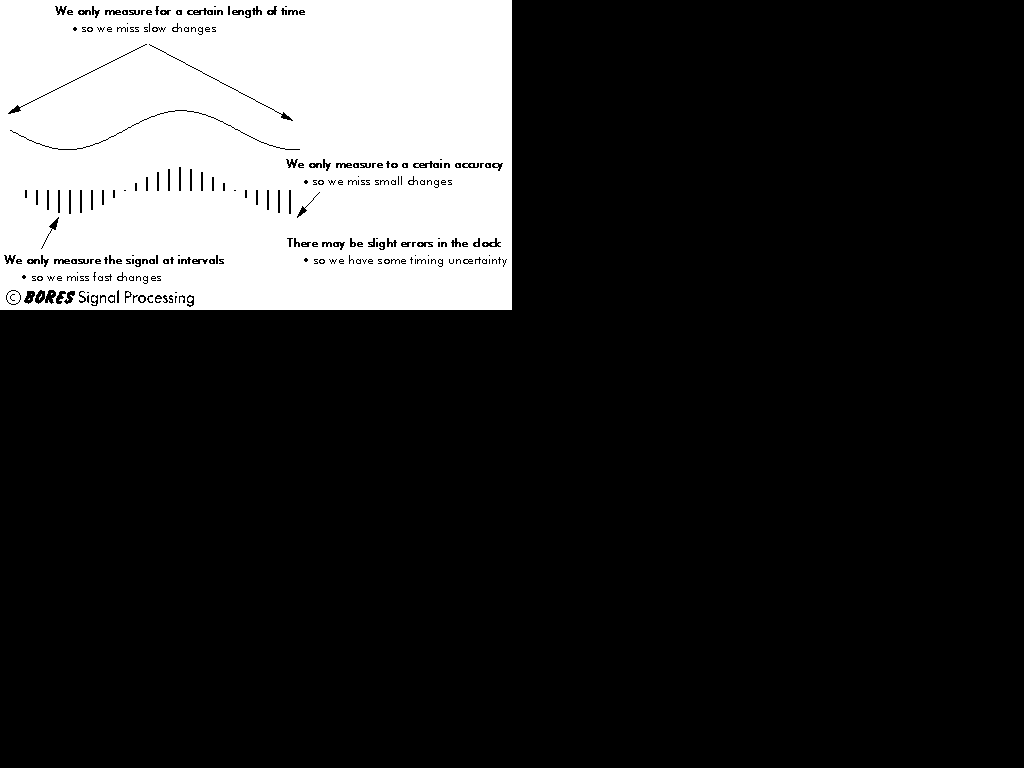 We only measure for a certain length of time
• so we miss slow changes
We only measure to a certain accuracy
• so we miss small changes
There may be slight errors in the clock
• so we have some timing uncertainty
We only measure the signal at intervals
• so we miss fast changes
© BORES Signal Processing